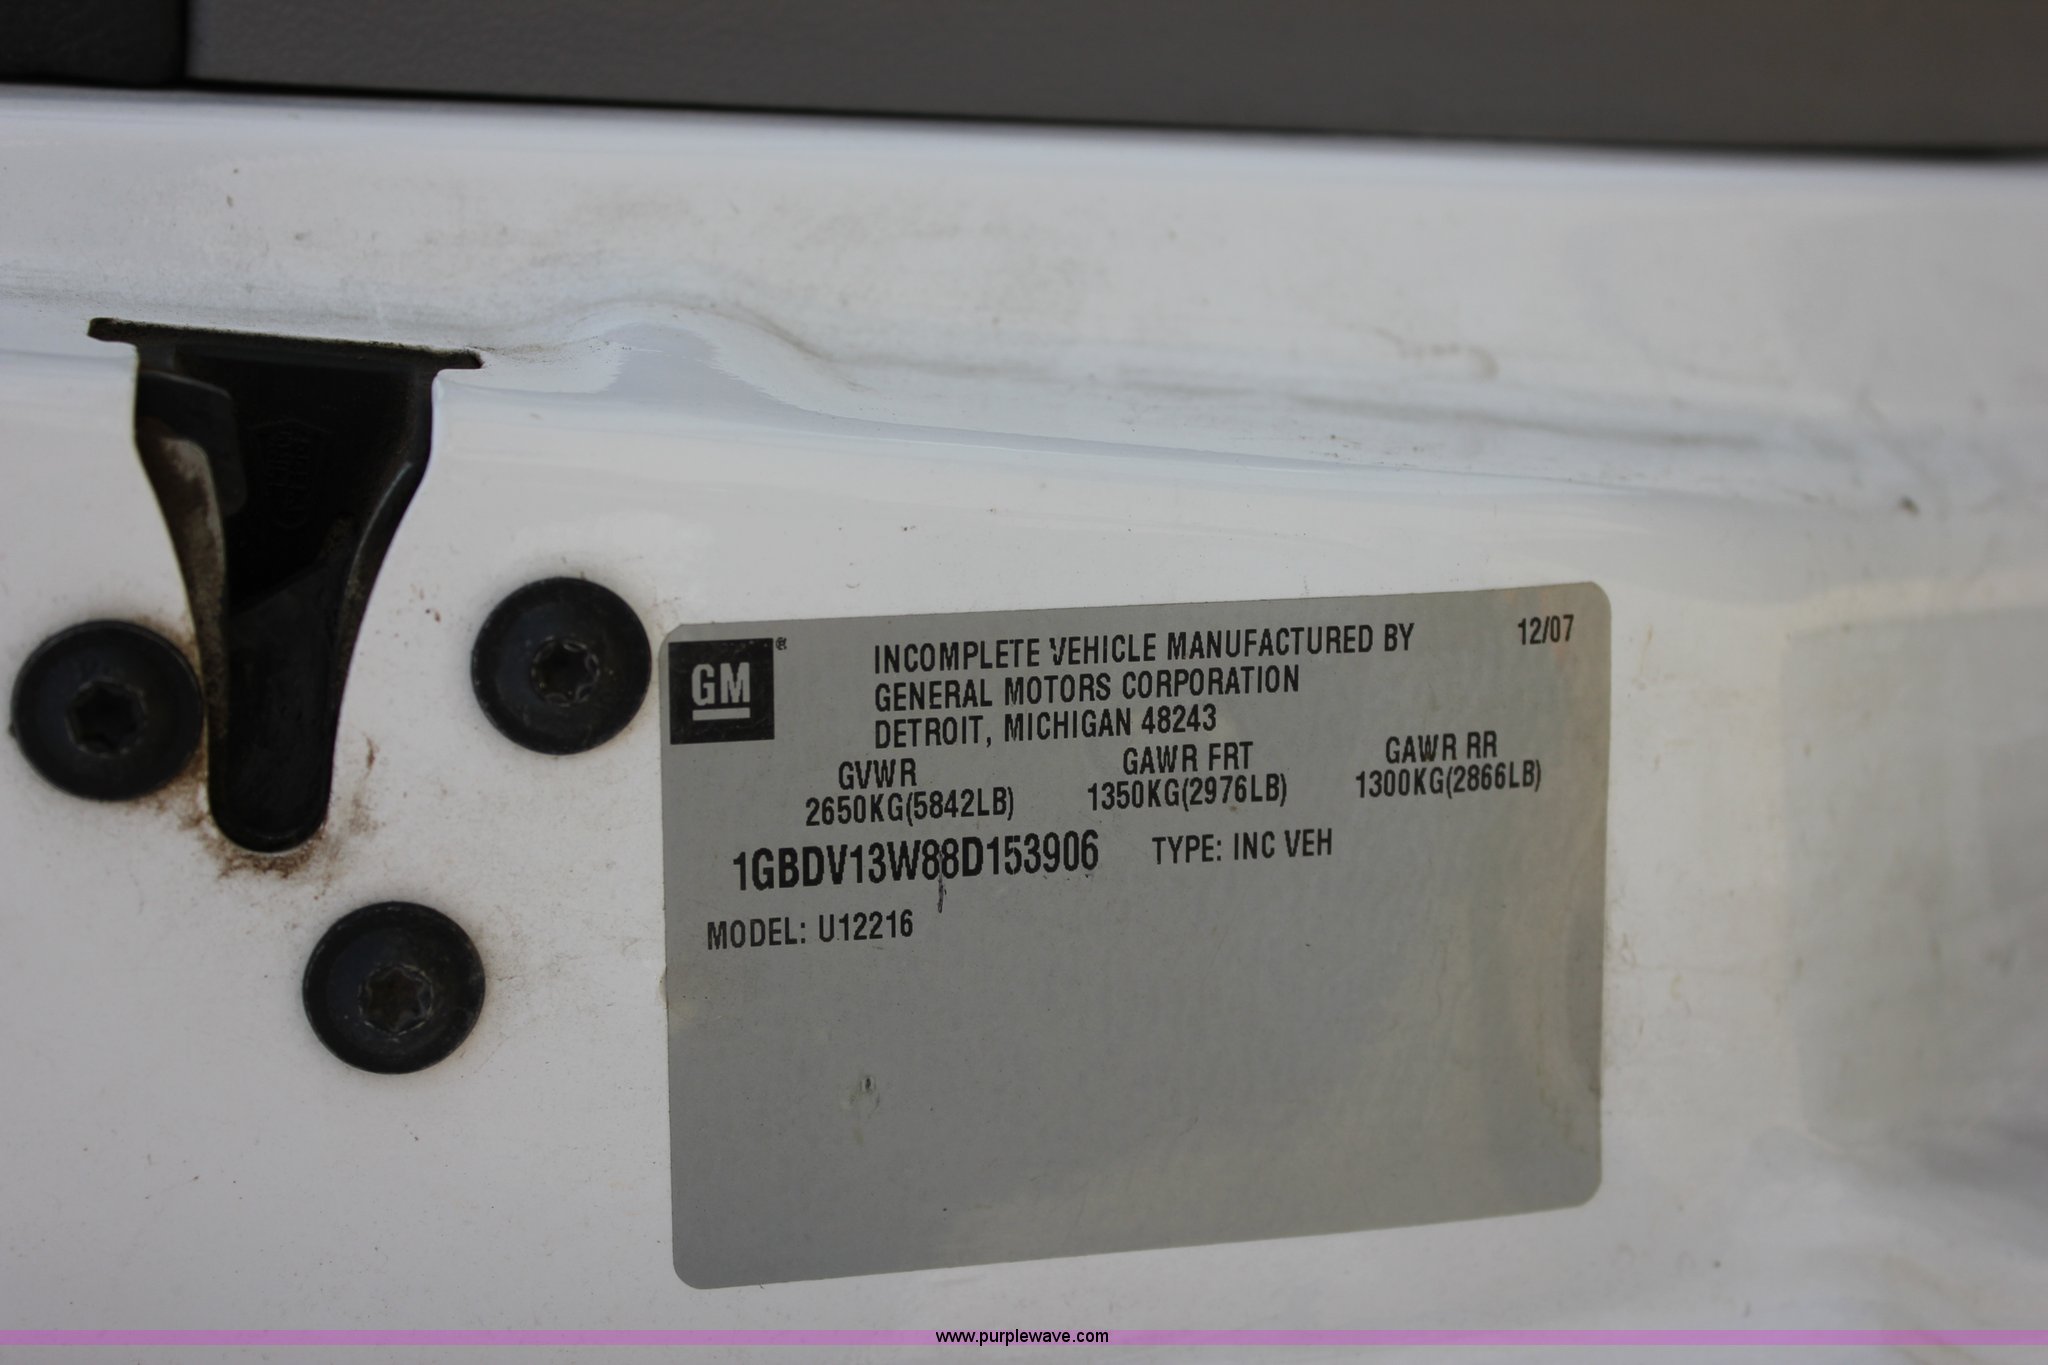 GM®
INCOMPLETE VEHICLE MANUFACTURED BY 12/07
GENERAL MOTORS CORPORATION
DETROIT, MICHIGAN 48243
GVWR GAWR FRT GAWR RR
2650KG(5842LB) 1350KG(2976LB) 1300KG(2866LB)
1GBDV13W88D153906 TYPE: INC VEH
MODEL: U12216
www.purplewave.com